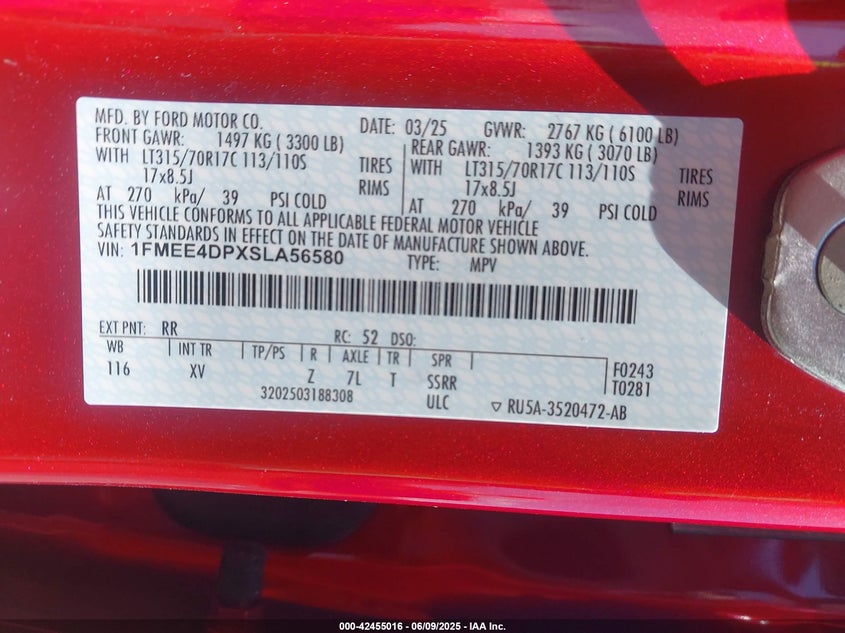 MFD. BY FORD MOTOR CO.
DATE: 03/25
GVWR: 2767 KG ( 6100 LB)
FRONT GAWR: 1497 KG ( 3300 LB)
WITH LT315/70R17C 113/110S TIRES
17x8.5J RIMS
AT 270 kPa/ 39 PSI COLD
REAR GAWR: 1393 KG ( 3070 LB)
WITH LT315/70R17C 113/110S TIRES
17x8.5J RIMS
AT 270 kPa/ 39 PSI COLD
THIS VEHICLE CONFORMS TO ALL APPLICABLE FEDERAL MOTOR VEHICLE
SAFETY STANDARDS IN EFFECT ON THE DATE OF MANUFACTURE SHOWN ABOVE.
VIN: 1FMEE4DPXSLA56580 TYPE: MPV
EXT PNT: RR RC: 52 DSO:
WB INT TR TP/PS R AXLE TR SPR
116 XV Z 7L T SSRR
F0243
T0281
3202503188308 ULC ▽ RU5A-3520472-AB
000-42455016 - 06/09/2025 - IAA Inc.